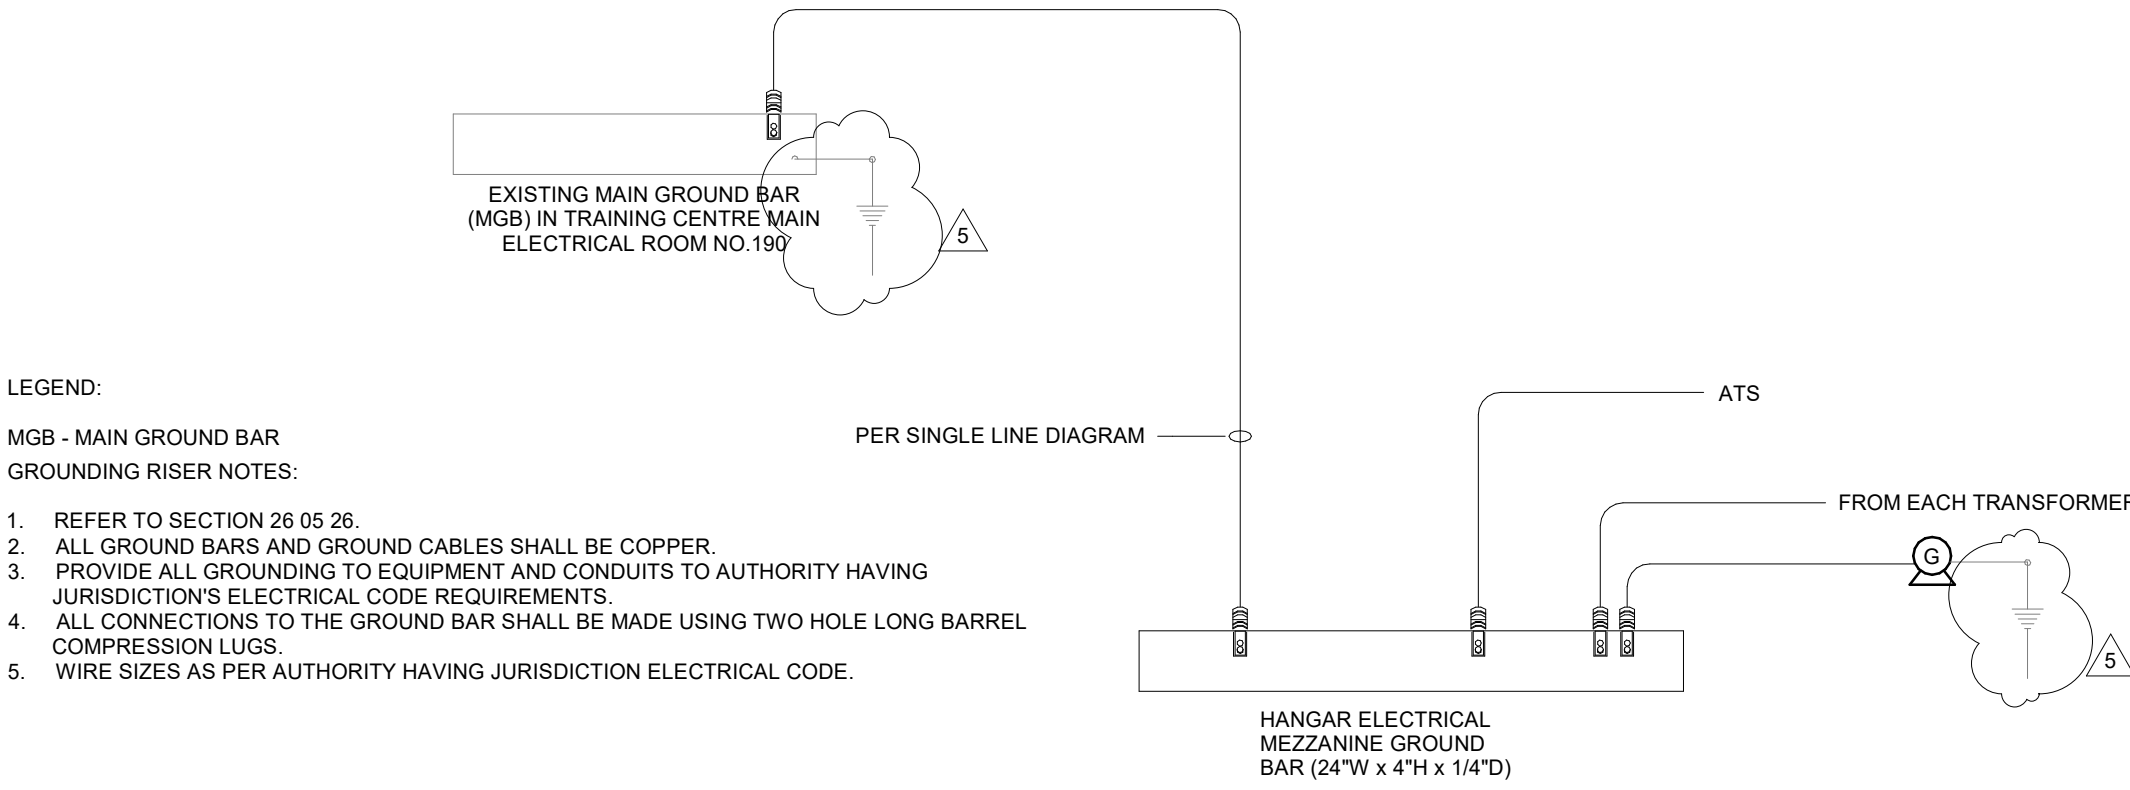 EXISTING MAIN GROUND BAR
(MGB) IN TRAINING CENTRE MAIN
ELECTRICAL ROOM NO.190
5
LEGEND:
MGB - MAIN GROUND BAR
GROUNDING RISER NOTES:
1. REFER TO SECTION 26 05 26.
2. ALL GROUND BARS AND GROUND CABLES SHALL BE COPPER.
3. PROVIDE ALL GROUNDING TO EQUIPMENT AND CONDUITS TO AUTHORITY HAVING
JURISDICTION'S ELECTRICAL CODE REQUIREMENTS.
4. ALL CONNECTIONS TO THE GROUND BAR SHALL BE MADE USING TWO HOLE LONG BARREL
COMPRESSION LUGS.
5. WIRE SIZES AS PER AUTHORITY HAVING JURISDICTION ELECTRICAL CODE.
PER SINGLE LINE DIAGRAM
ATS
FROM EACH TRANSFORMER
G
5
HANGAR ELECTRICAL
MEZZANINE GROUND
BAR (24"W x 4"H x 1/4"D)